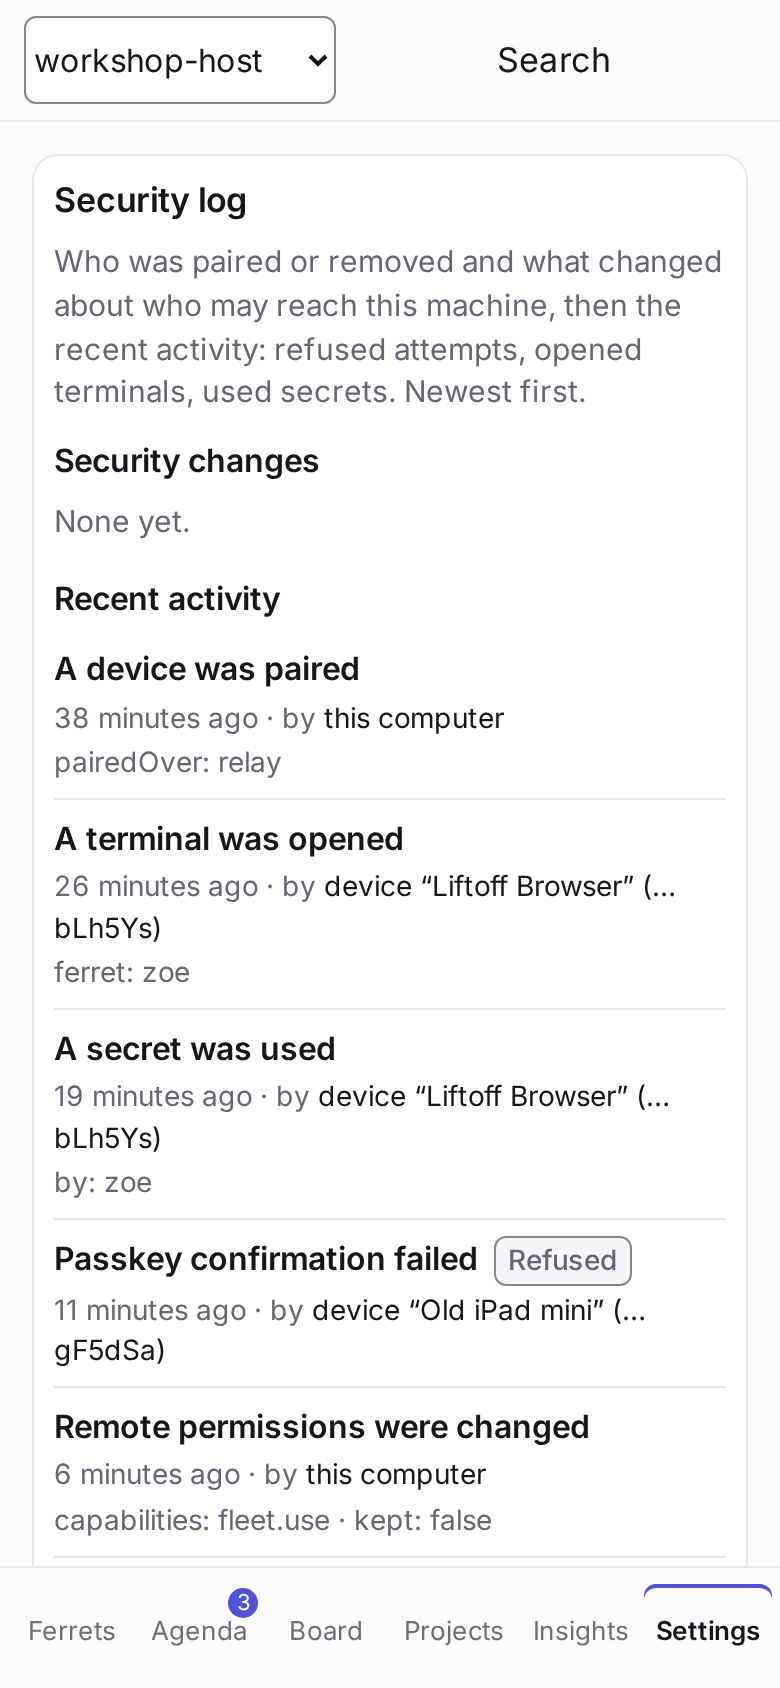 workshop-host
Search
Security log
Who was paired or removed and what changed
about who may reach this machine, then the
recent activity: refused attempts, opened
terminals, used secrets. Newest first.
Security changes
None yet.
Recent activity
A device was paired
38 minutes ago · by this computer
pairedOver: relay
A terminal was opened
26 minutes ago · by device “Liftoff Browser” (…
bLh5Ys)
ferret: zoe
A secret was used
19 minutes ago · by device “Liftoff Browser” (…
bLh5Ys)
by: zoe
Passkey confirmation failed Refused
11 minutes ago · by device “Old iPad mini” (…
gF5dSa)
Remote permissions were changed
6 minutes ago · by this computer
capabilities: fleet.use · kept: false
3
Ferrets Agenda Board Projects Insights Settings